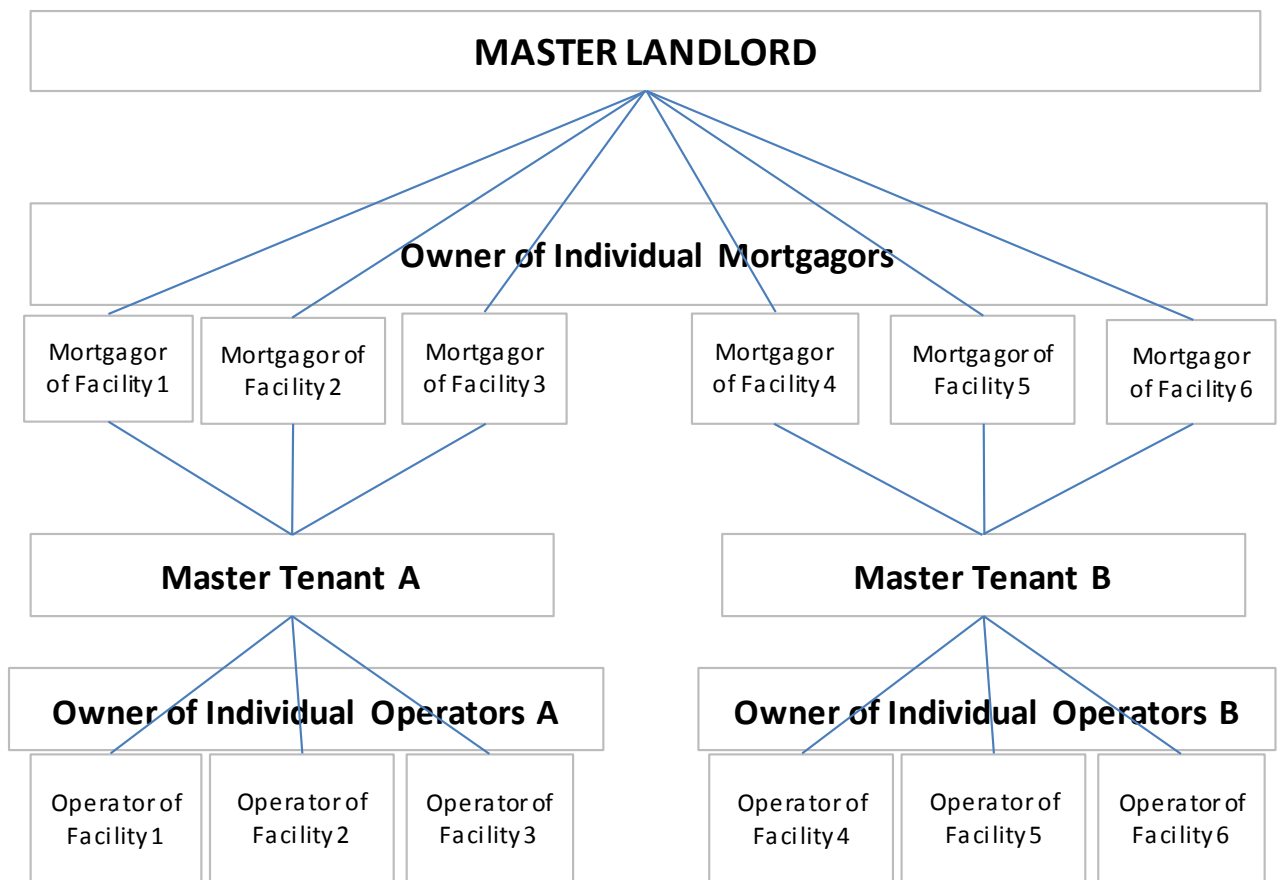 MASTER LANDLORD
Owner of Individual Mortgagors
Mortgagor
of Facility 1
Mortgagor of
Facility 2
Mortgagor
of Facility 3
Mortgagor
of Facility 4
Mortgagor of
Facility 5
Mortgagor
of Facility 6
Master Tenant A
Master Tenant B
Owner of Individual Operators A
Owner of Individual Operators B
Operator of
Facility 1
Operator of
Facility 2
Operator of
Facility 3
Operator of
Facility 4
Operator of
Facility 5
Operator of
Facility 6